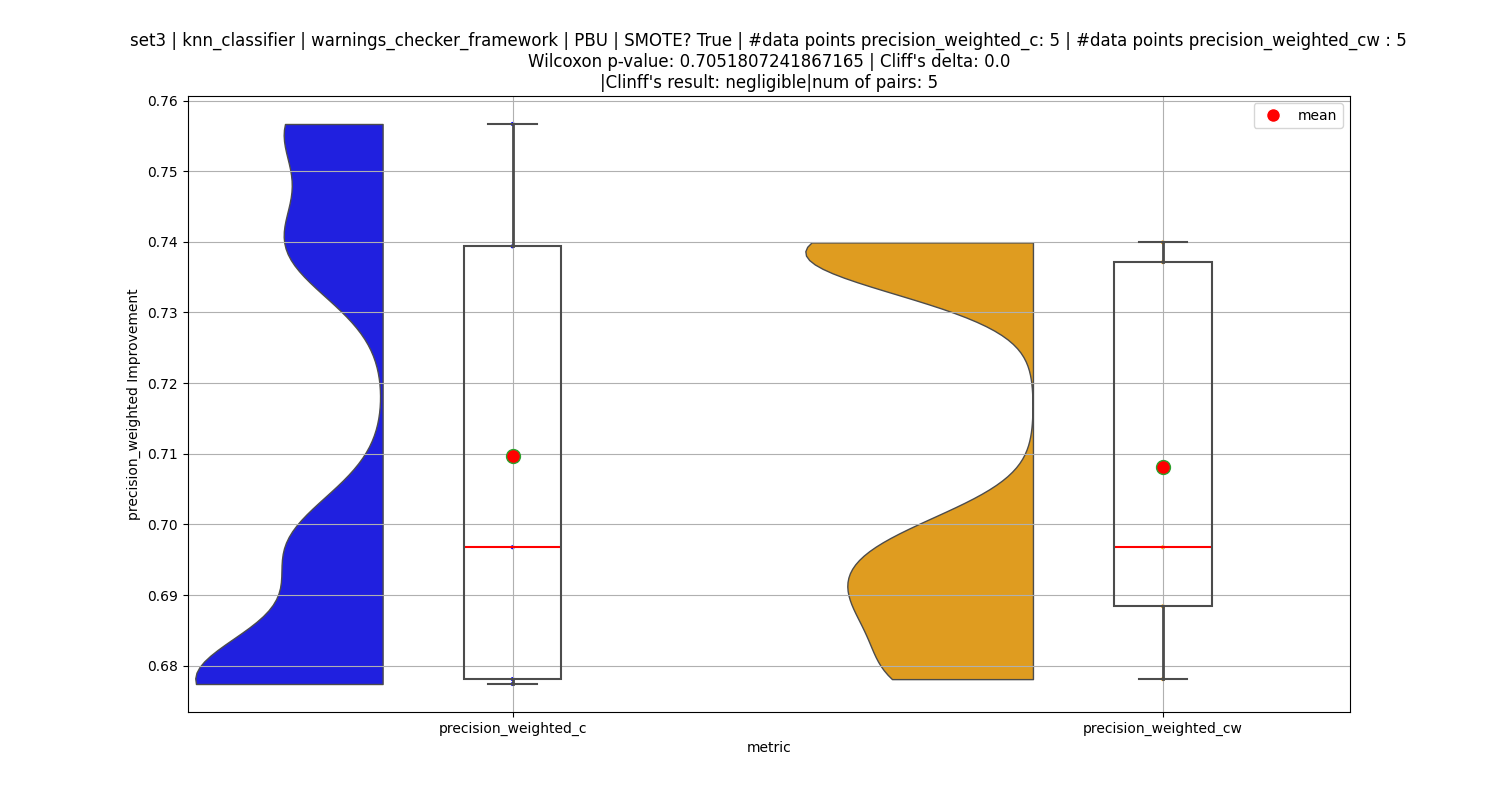 set3 | knn_classifier | warnings_checker_framework | PBU | SMOTE? True | #data points precision_weighted_c: 5 | #data points precision_weighted_cw : 5
Wilcoxon p-value: 0.7051807241867165 | Cliff's delta: 0.0
|Clinff's result: negligible|num of pairs: 5
mean
0.76
0.75
0.74
0.73
0.72
0.71
0.70
0.69
0.68
precision_weighted Improvement
precision_weighted_c
precision_weighted_cw
metric